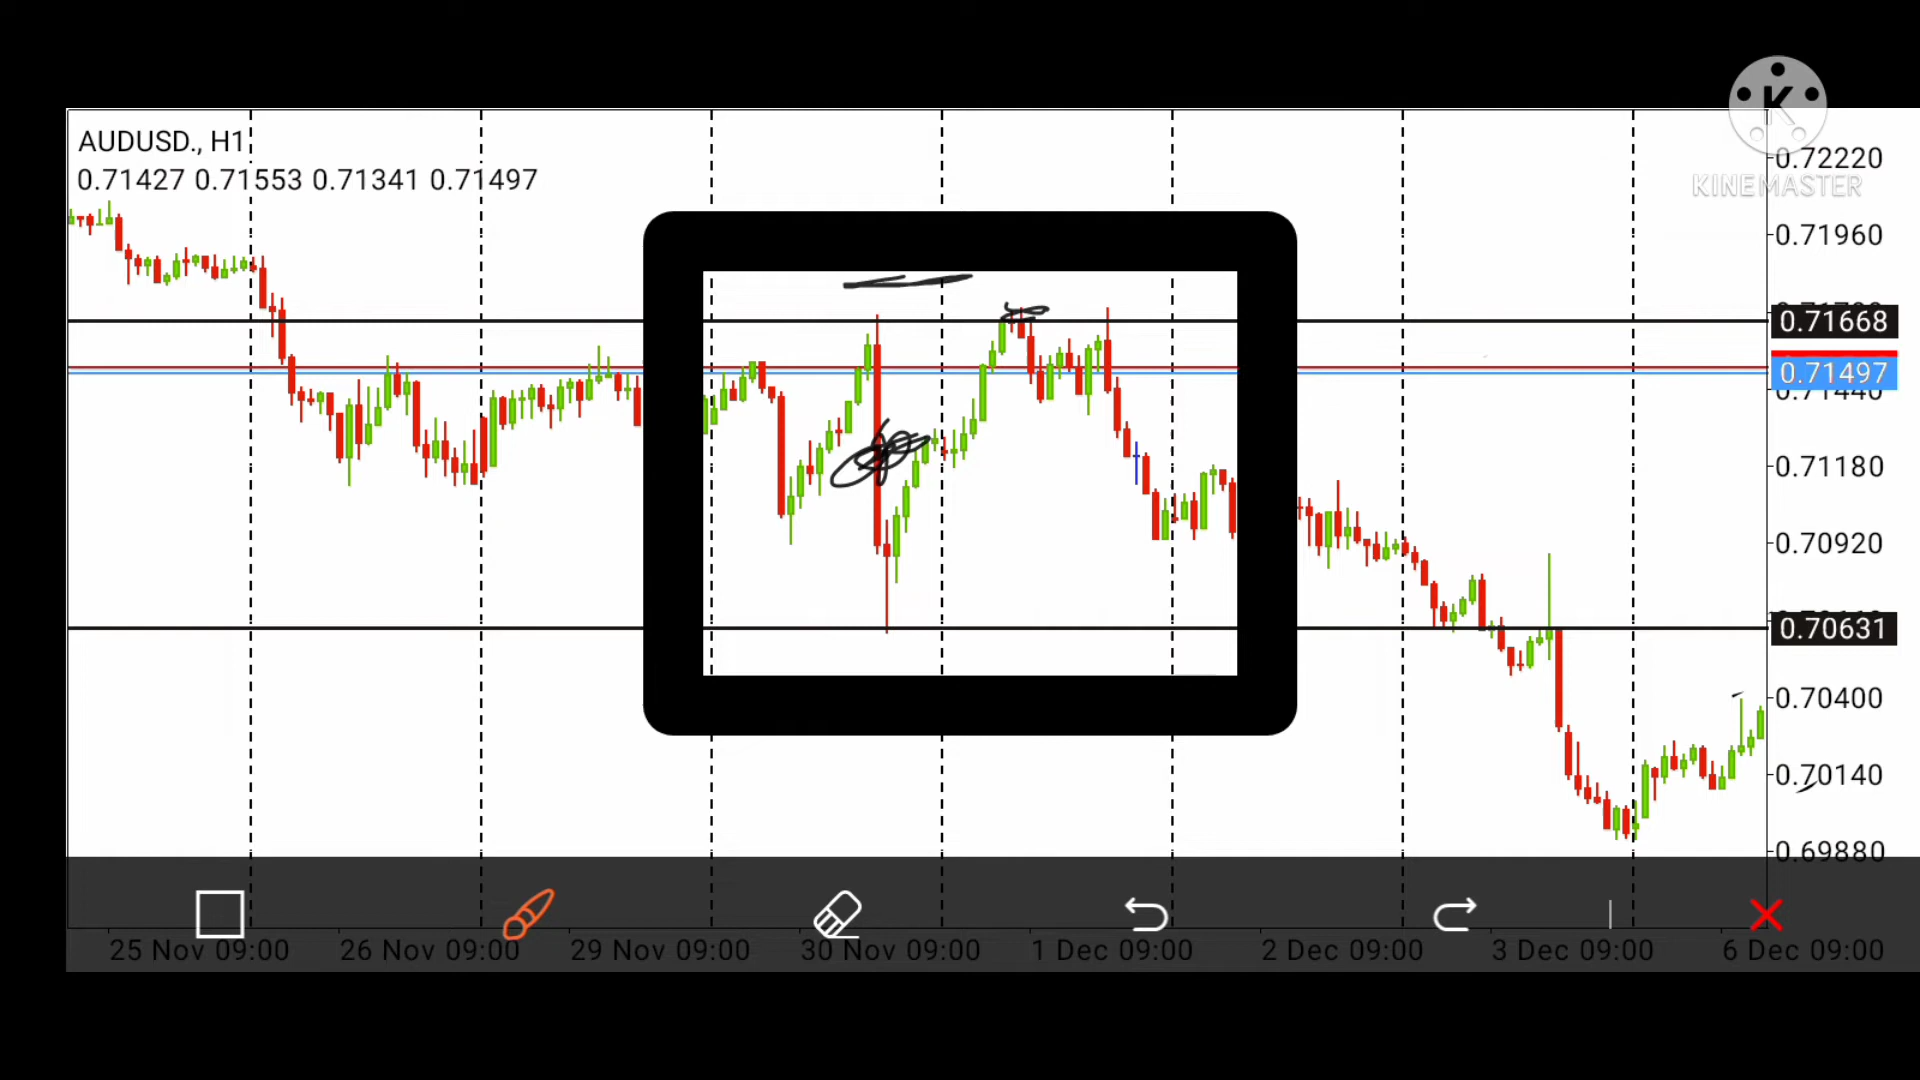 AUDUSD., H1
0.71427 0.71553 0.71341 0.71497
K
KINEMASTER
0.72220
0.71960
0.71668
0.71497
0.71440
0.71180
0.70920
0.70631
0.70400
0.70140
0.69880
25 Nov 09:00 26 Nov 09:00 29 Nov 09:00 30 Nov 09:00 1 Dec 09:00 2 Dec 09:00 3 Dec 09:00 6 Dec 09:00